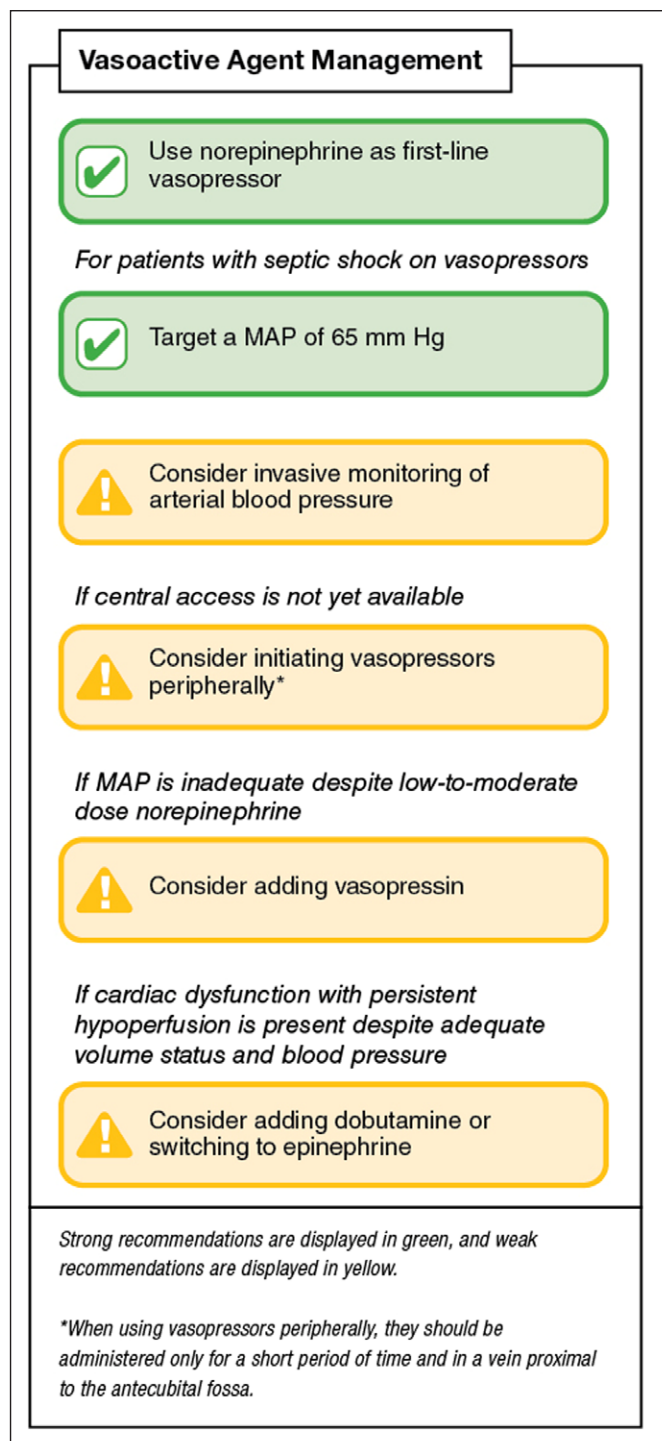 Vasoactive Agent Management
Use norepinephrine as first-line
vasopressor
For patients with septic shock on vasopressors
Target a MAP of 65 mm Hg
Consider invasive monitoring of
arterial blood pressure
If central access is not yet available
Consider initiating vasopressors
peripherally*
If MAP is inadequate despite low-to-moderate
dose norepinephrine
Consider adding vasopressin
If cardiac dysfunction with persistent
hypoperfusion is present despite adequate
volume status and blood pressure
Consider adding dobutamine or
switching to epinephrine
Strong recommendations are displayed in green, and weak
recommendations are displayed in yellow.
*When using vasopressors peripherally, they should be
administered only for a short period of time and in a vein proximal
to the antecubital fossa.